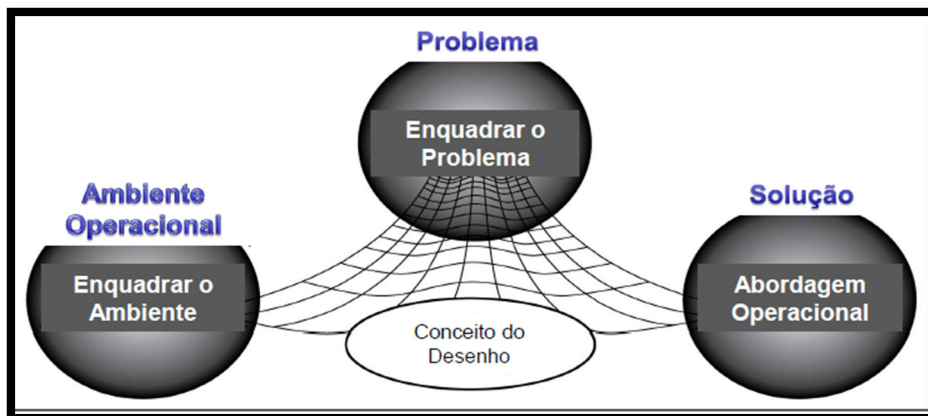 Problema
Enquadrar o
Problema
Ambiente
Operacional
Enquadrar o
Ambiente
Solução
Abordagem
Operacional
Conceito do
Desenho